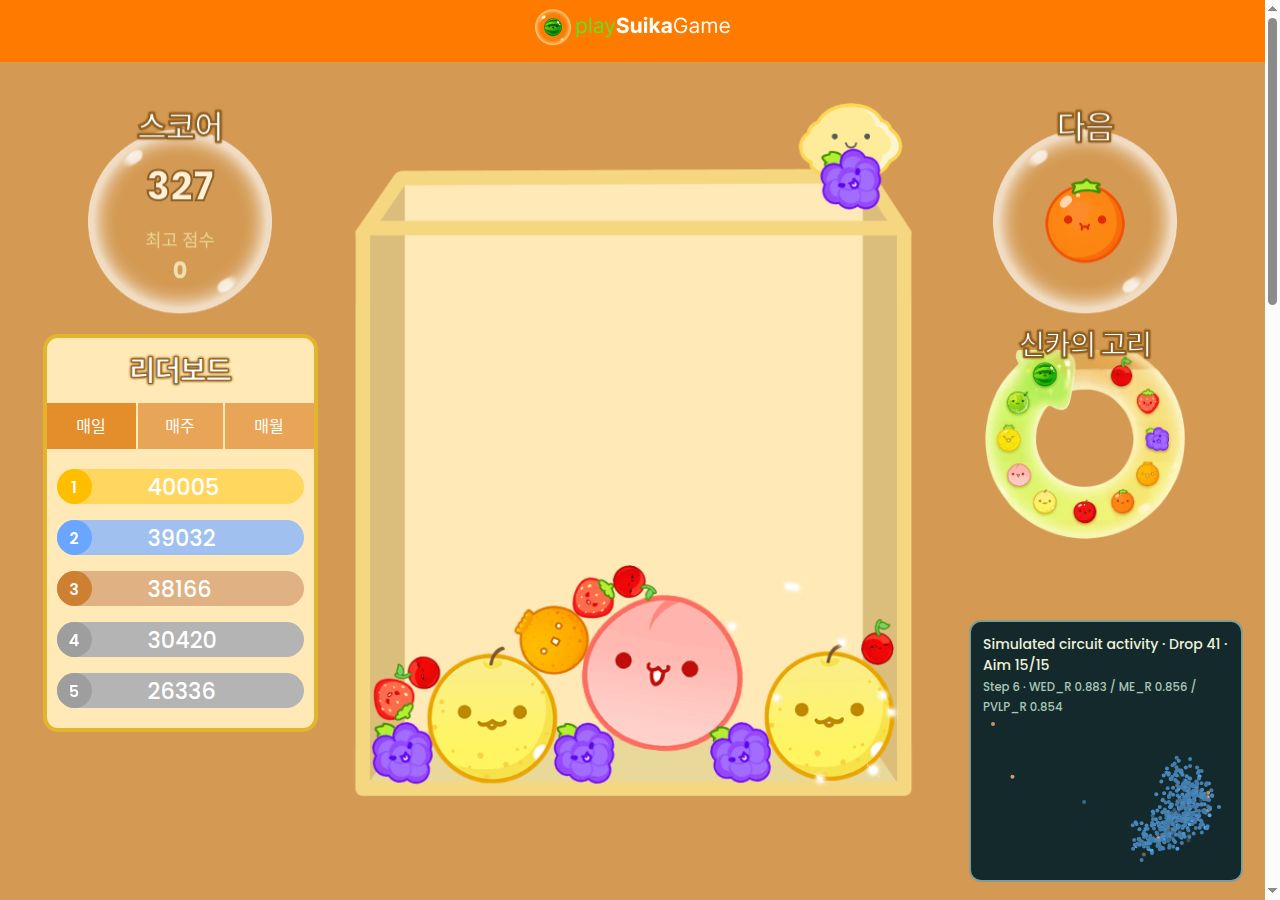 playSuikaGame
스코어
327
최고 점수
0
리더보드
매일 매주 매월
1 40005
2 39032
3 38166
4 30420
5 26336
다음
신카의 고리
Simulated circuit activity · Drop 41 ·
Aim 15/15
Step 6 · WED_R 0.883 / ME_R 0.856 /
PVLP_R 0.854